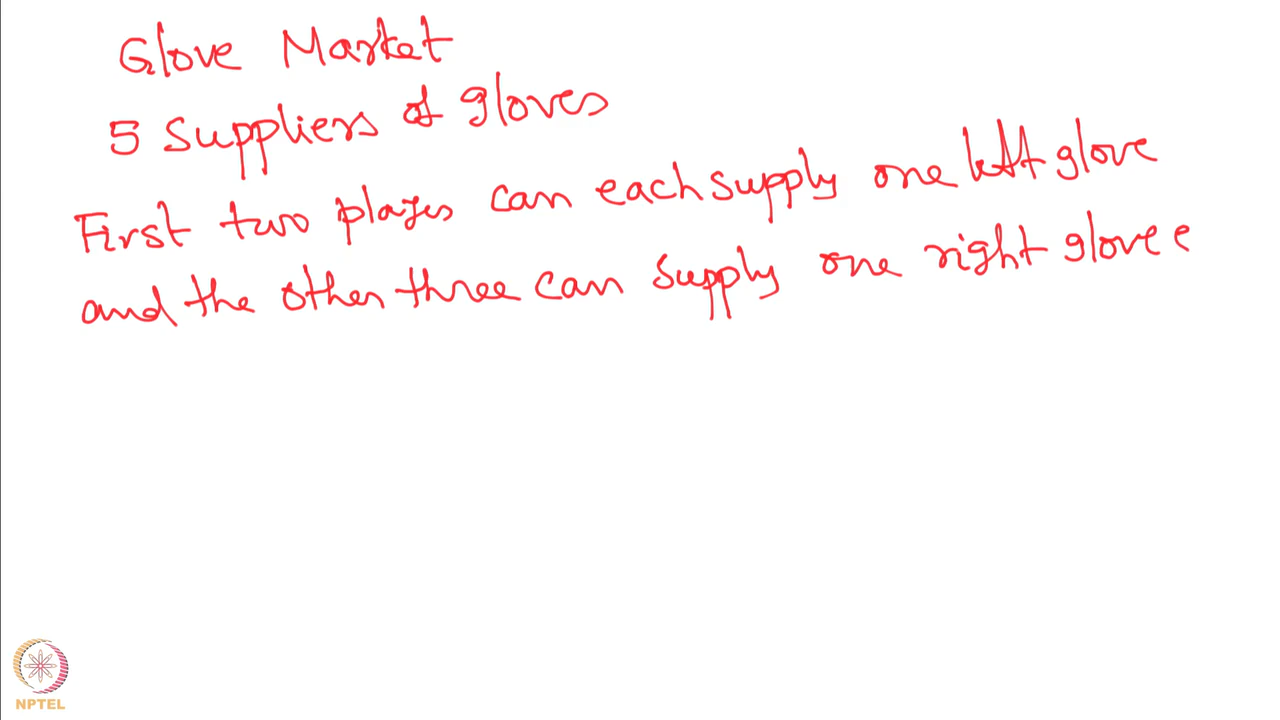 Glove Market
5 Suppliers of gloves
First two players can each supply one left glove
and the other three can supply one right glove e
NPTEL